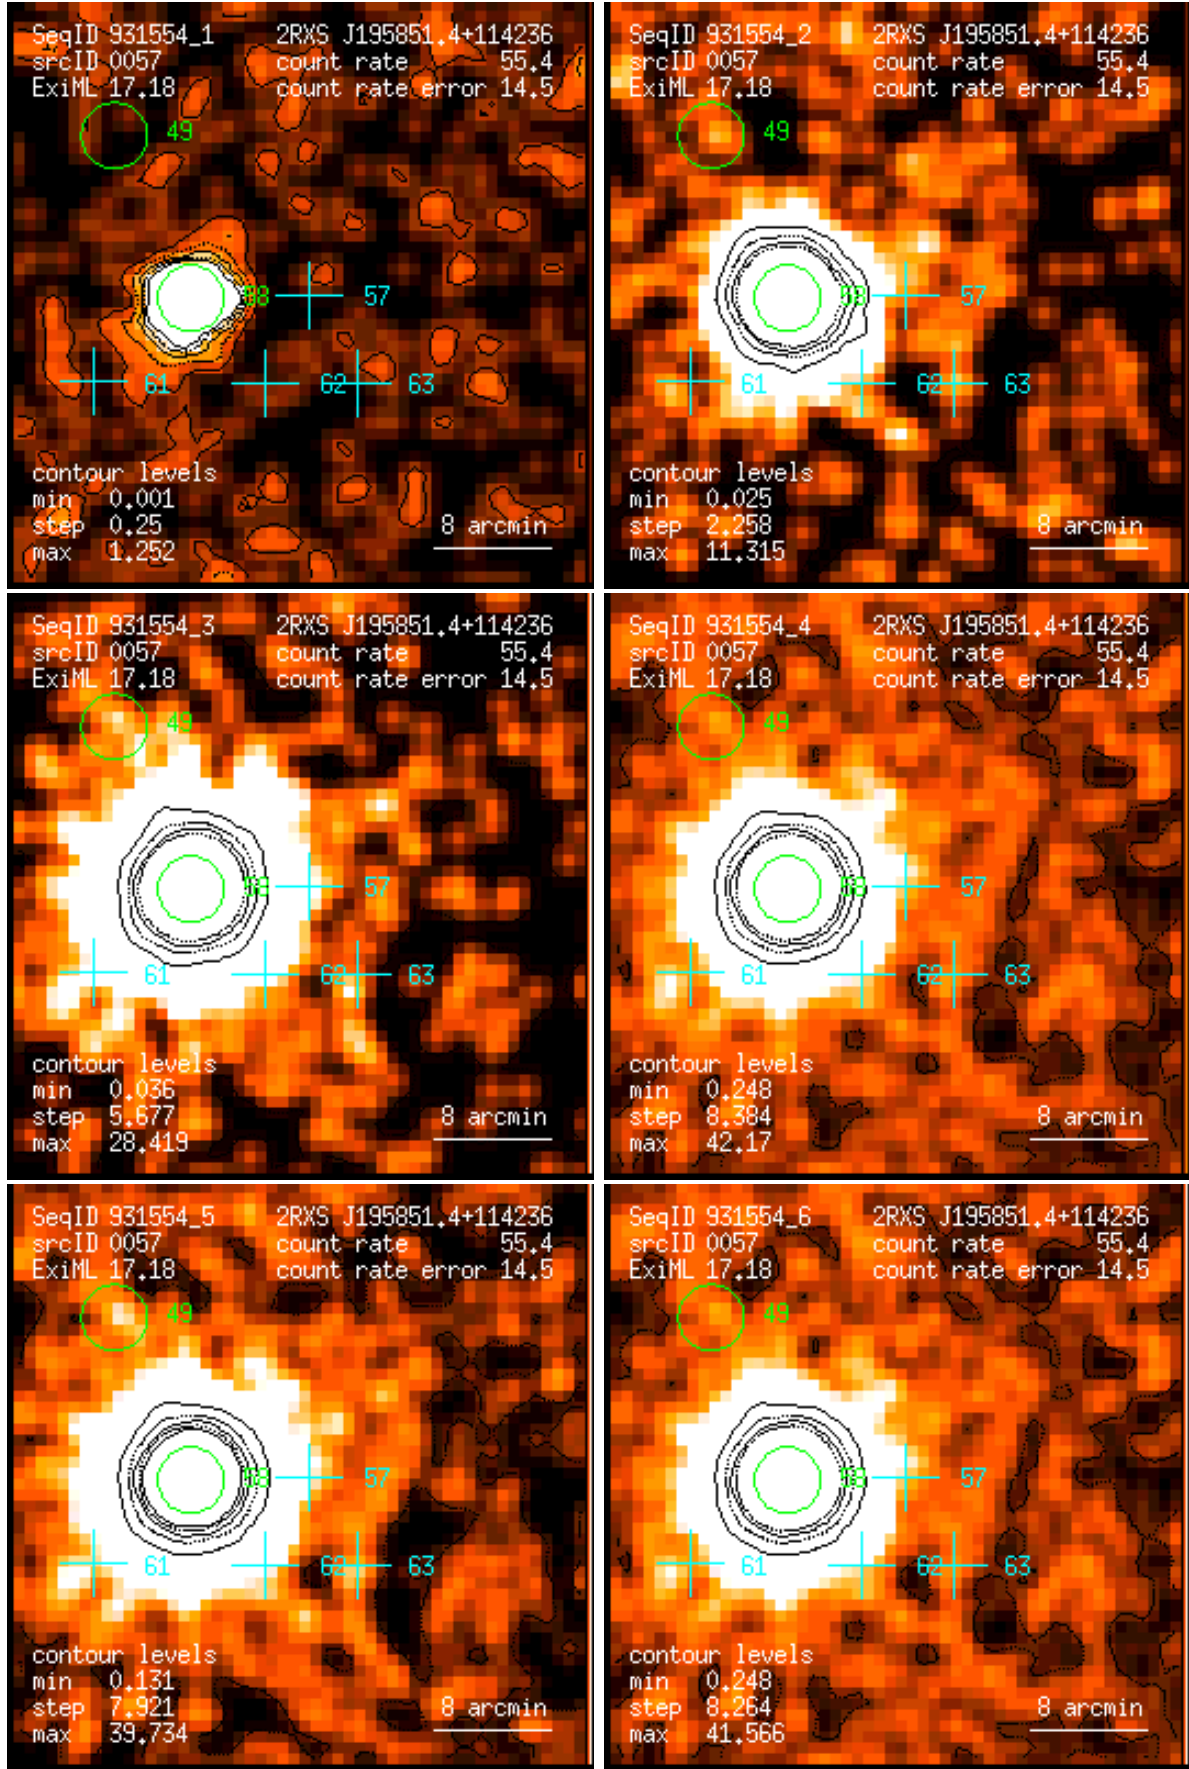 SeqID 931554_1 2RXS J195851.4+114236
srcID 0057 count rate 55.4
ExiML 17.18 count rate error 14.5
49
58 57
61 62 63
contour levels
min 0.001
step 0.25 8 arcmin
max 1.252
SeqID 931554_2 2RXS J195851.4+114236
srcID 0057 count rate 55.4
ExiML 17.18 count rate error 14.5
49
58 57
61 62 63
contour levels
min 0.025
step 2.258 8 arcmin
max 11.315
SeqID 931554_3 2RXS J195851.4+114236
srcID 0057 count rate 55.4
ExiML 17.18 count rate error 14.5
49
58 57
61 62 63
contour levels
min 0.036
step 5.677 8 arcmin
max 28.419
SeqID 931554_4 2RXS J195851.4+114236
srcID 0057 count rate 55.4
ExiML 17.18 count rate error 14.5
49
58 57
61 62 63
contour levels
min 0.248
step 8.384 8 arcmin
max 42.17
SeqID 931554_5 2RXS J195851.4+114236
srcID 0057 count rate 55.4
ExiML 17.18 count rate error 14.5
49
58 57
61 62 63
contour levels
min 0.131
step 7.921 8 arcmin
max 39.734
SeqID 931554_6 2RXS J195851.4+114236
srcID 0057 count rate 55.4
ExiML 17.18 count rate error 14.5
49
58 57
61 62 63
contour levels
min 0.248
step 8.264 8 arcmin
max 41.566